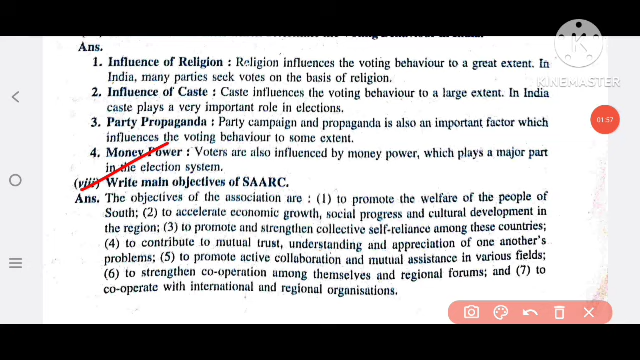 Ans.
1. Influence of Religion : Religion influences the voting behaviour to a great extent. In
India, many parties seek votes on the basis of religion.
2. Influence of Caste : Caste influences the voting behaviour to a large extent. In India
caste plays a very important role in elections.
3. Party Propaganda : Party campaign and propaganda is also an important factor which
influences the voting behaviour to some extent.
4. Money Power : Voters are also influenced by money power, which plays a major part
in the election system.
(viii) Write main objectives of SAARC.
Ans. The objectives of the association are : (1) to promote the welfare of the people of
South; (2) to accelerate economic growth, social progress and cultural development in
the region; (3) to promote and strengthen collective self-reliance among these countries;
(4) to contribute to mutual trust, understanding and appreciation of one another's
problems; (5) to promote active collaboration and mutual assistance in various fields;
(6) to strengthen co-operation among themselves and regional forums; and (7) to
co-operate with international and regional organisations.
K
KINEMASTER
01:57